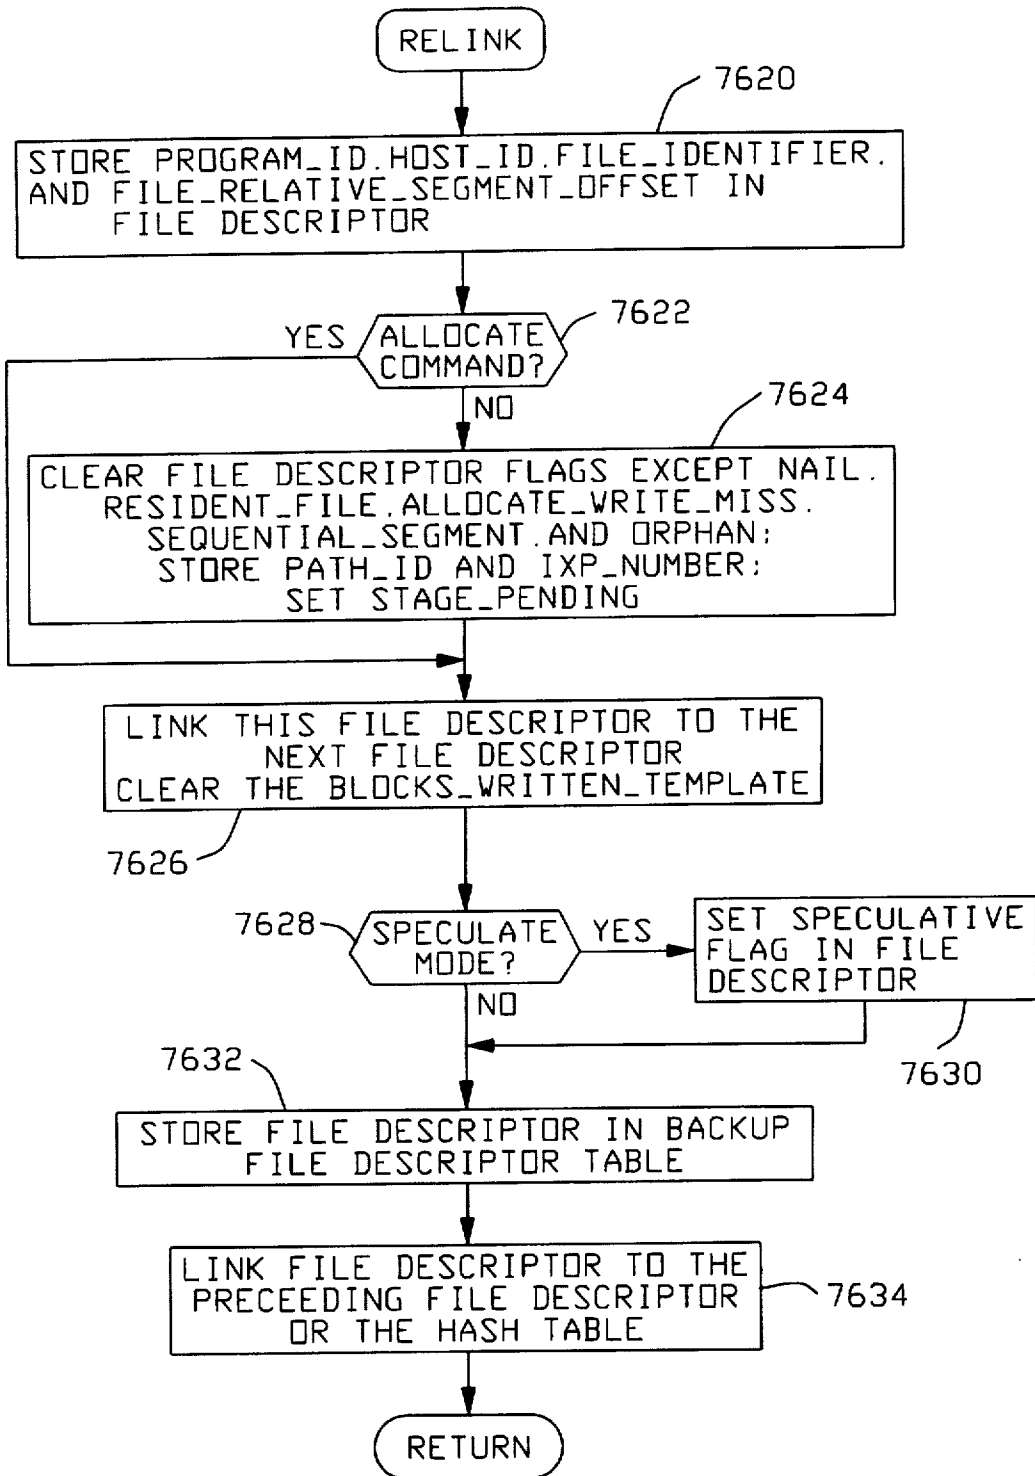 RELINK
7620
STORE PROGRAM_ID.HOST_ID.FILE_IDENTIFIER.
AND FILE_RELATIVE_SEGMENT_OFFSET IN
FILE DESCRIPTOR
7622
YES
ALLOCATE
COMMAND?
NO
7624
CLEAR FILE DESCRIPTOR FLAGS EXCEPT NAIL.
RESIDENT_FILE.ALLOCATE_WRITE_MISS.
SEQUENTIAL_SEGMENT.AND ORPHAN;
STORE PATH_ID AND IXP_NUMBER;
SET STAGE_PENDING
LINK THIS FILE DESCRIPTOR TO THE
NEXT FILE DESCRIPTOR
CLEAR THE BLOCKS_WRITTEN_TEMPLATE
7626
7628
SPECULATE
MODE?
YES
NO
SET SPECULATIVE
FLAG IN FILE
DESCRIPTOR
7630
7632
STORE FILE DESCRIPTOR IN BACKUP
FILE DESCRIPTOR TABLE
LINK FILE DESCRIPTOR TO THE
PRECEEDING FILE DESCRIPTOR
OR THE HASH TABLE
7634
RETURN